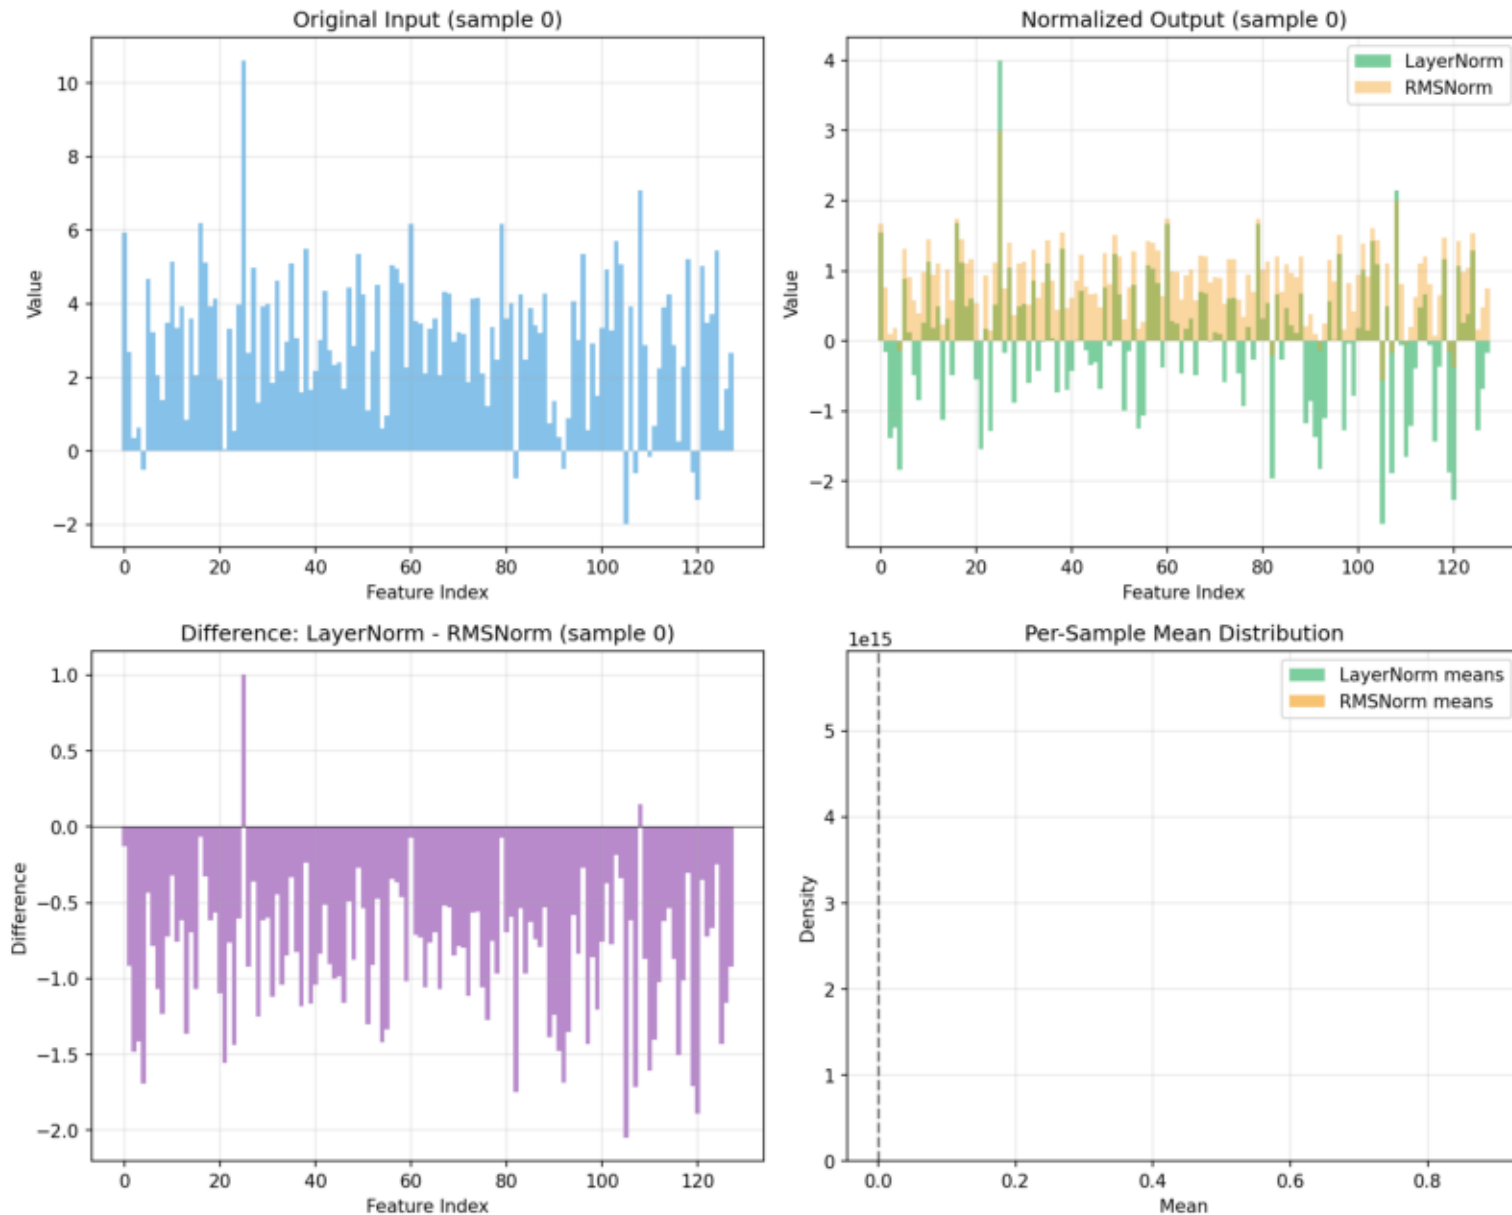 Original Input (sample 0)
Value
10
8
6
4
2
0
−2
0 20 40 60 80 100 120
Feature Index
Normalized Output (sample 0)
LayerNorm
RMSNorm
Value
4
3
2
1
0
−1
−2
0 20 40 60 80 100 120
Feature Index
Difference: LayerNorm - RMSNorm (sample 0)
Difference
1.0
0.5
0.0
−0.5
−1.0
−1.5
−2.0
0 20 40 60 80 100 120
Feature Index
Per-Sample Mean Distribution
1e15
LayerNorm means
RMSNorm means
Density
5
4
3
2
1
0
0.0 0.2 0.4 0.6 0.8
Mean